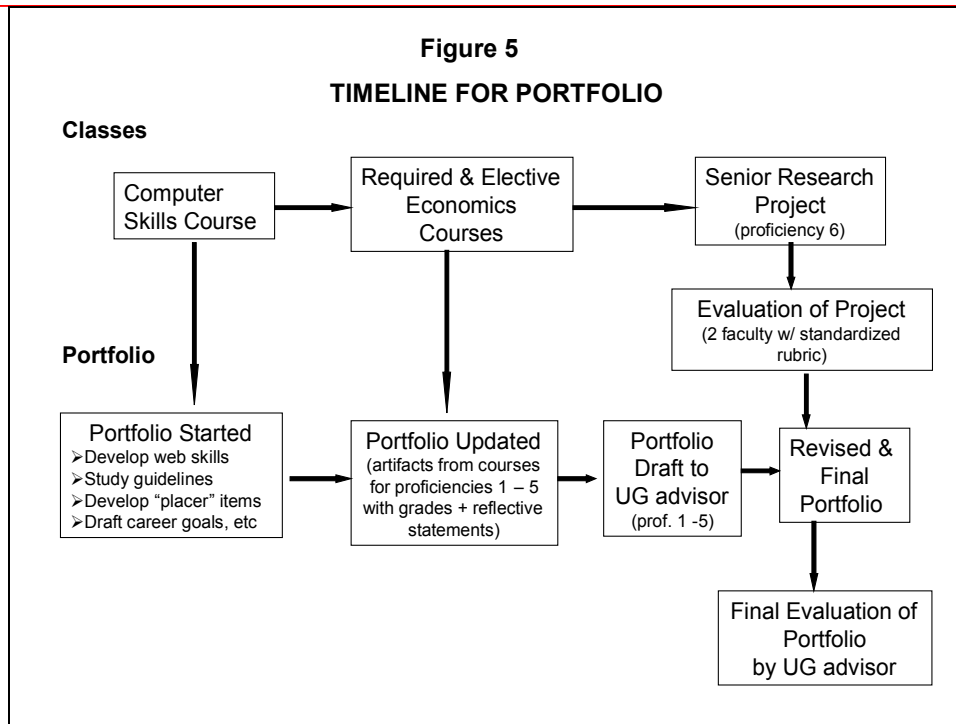 Figure 5
TIMELINE FOR PORTFOLIO
Classes
Computer
Skills Course
Required & Elective
Economics
Courses
Senior Research
Project
(proficiency 6)
Evaluation of Project
(2 faculty w/ standardized
rubric)
Portfolio
Portfolio Started
➢Develop web skills
➢Study guidelines
➢Develop “placer” items
➢Draft career goals, etc
Portfolio Updated
(artifacts from courses
for proficiencies 1 – 5
with grades + reflective
statements)
Portfolio
Draft to
UG advisor
(prof. 1 -5)
Revised &
Final
Portfolio
Final Evaluation of
Portfolio
by UG advisor